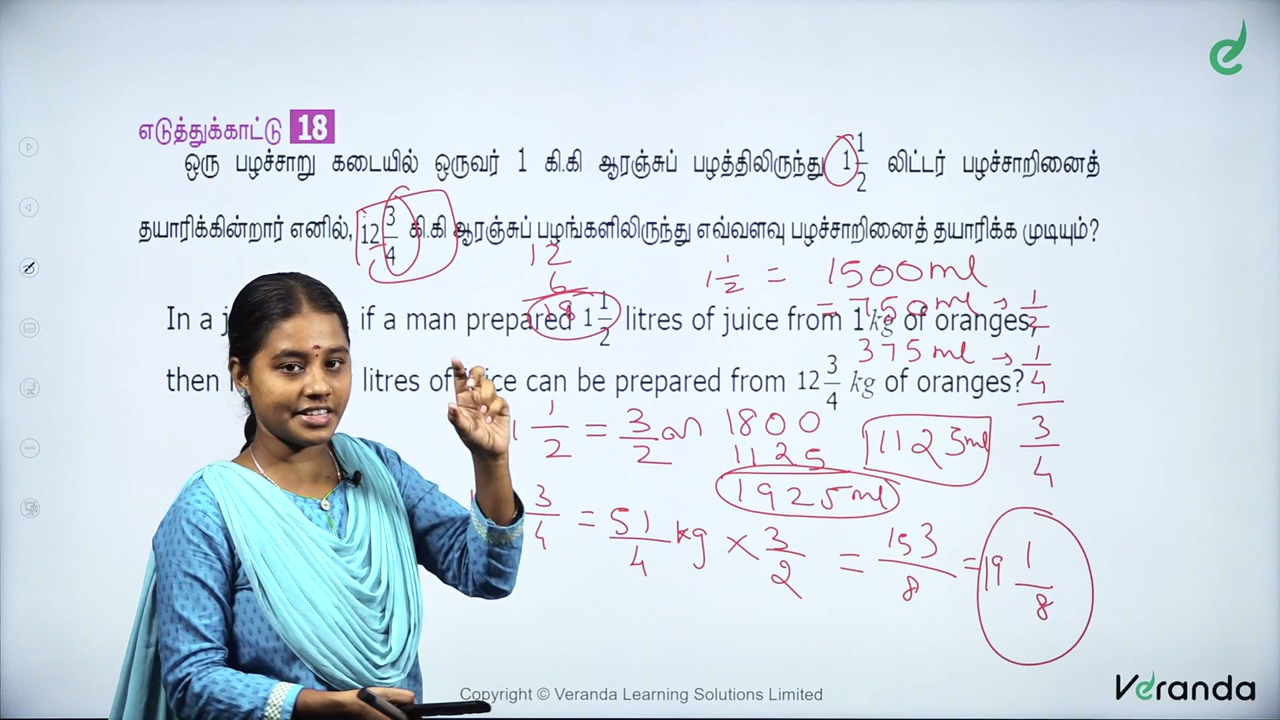 எடுத்துக்காட்டு 18
ஒரு பழச்சாறு கடையில் ஒருவர் 1 கி.கி ஆரஞ்சுப் பழத்திலிருந்து 1 1/2 லிட்டர் பழச்சாறினைத்
தயாரிக்கின்றார் எனில், 12 3/4 கி.கி ஆரஞ்சுப் பழங்களிலிருந்து எவ்வளவு பழச்சாறினைத் தயாரிக்க முடியும்?
12
6
18
1 1/2 = 1500ml
= 750ml → 1/2
In a if a man prepared 1 1/2 litres of juice from 1 kg of oranges,
375ml → 1/4
3/4
then litres of juice can be prepared from 12 3/4 kg of oranges?
1 1/2 = 3/2
1800
1125
1125ml
1925ml
3/4 = 51/4 kg × 3/2 = 153/8 = 19 1/8
Copyright © Veranda Learning Solutions Limited
Veranda